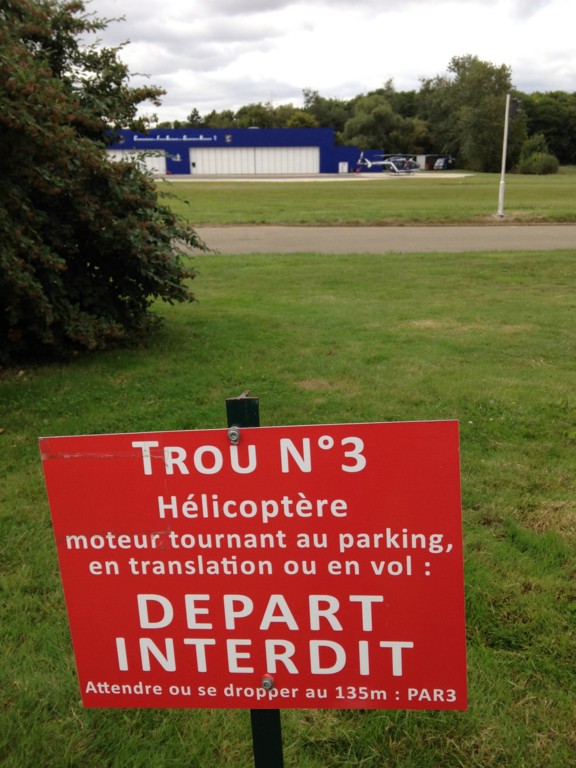 TROU N°3
Hélicoptère
moteur tournant au parking,
en translation ou en vol :
DEPART
INTERDIT
Attendre ou se dropper au 135m : PAR3